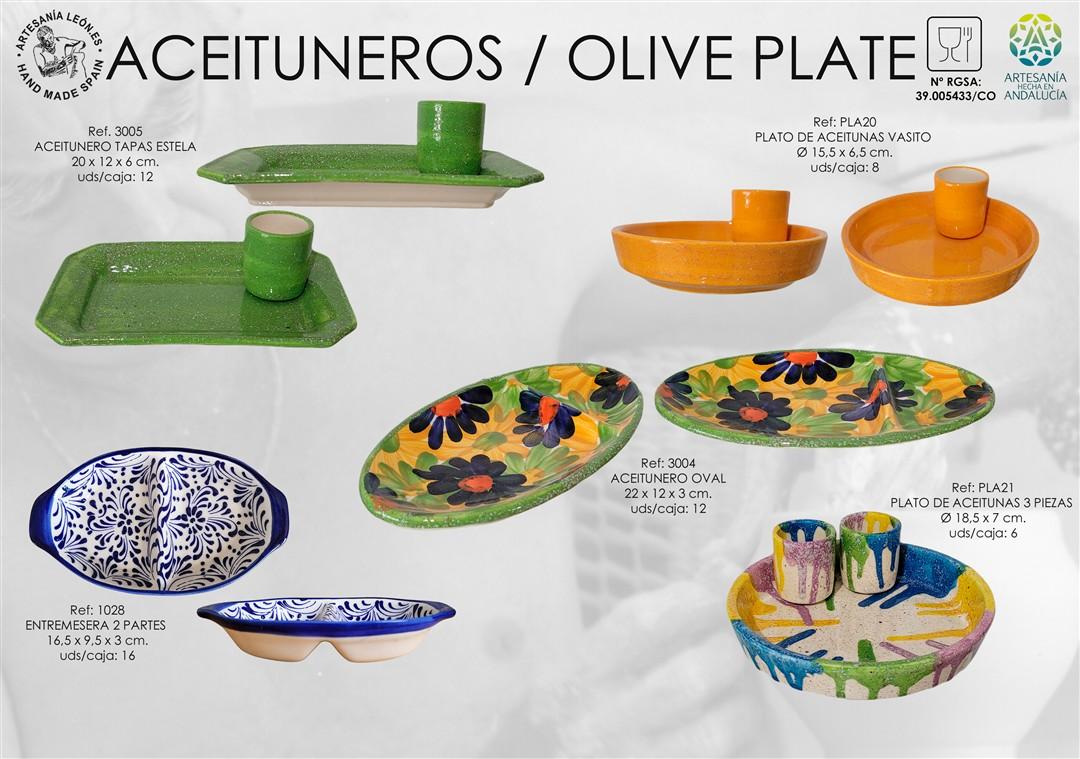 ARTESANÍA LEÓN.ES
HAND MADE SPAIN
ACEITUNEROS / OLIVE PLATE
Nº RGSA:
39.005433/CO
ARTESANÍA
HECHA EN
ANDALUCÍA
Ref. 3005
ACEITUNERO TAPAS ESTELA
20 x 12 x 6 cm.
uds/caja: 12
Ref: PLA20
PLATO DE ACEITUNAS VASITO
Ø 15,5 x 6,5 cm.
uds/caja: 8
Ref: 3004
ACEITUNERO OVAL
22 x 12 x 3 cm.
uds/caja: 12
Ref: PLA21
PLATO DE ACEITUNAS 3 PIEZAS
Ø 18,5 x 7 cm.
uds/caja: 6
Ref: 1028
ENTREMESERA 2 PARTES
16,5 x 9,5 x 3 cm.
uds/caja: 16